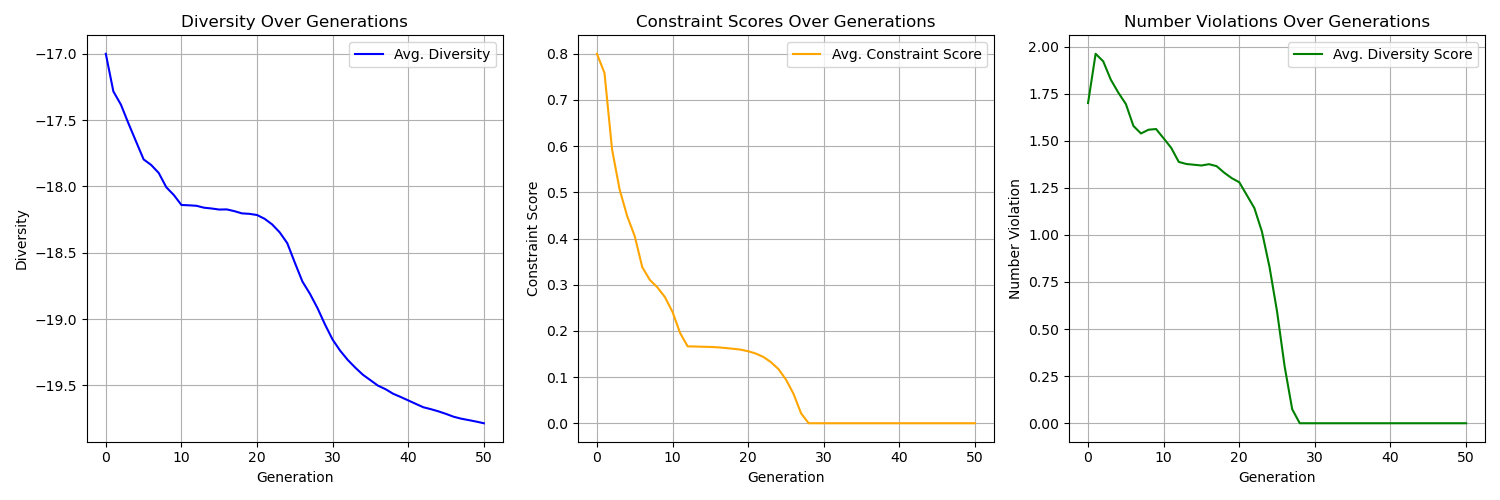 Diversity Over Generations
Avg. Diversity
−17.0
−17.5
−18.0
−18.5
−19.0
−19.5
Diversity
0 10 20 30 40 50
Generation
Constraint Scores Over Generations
Avg. Constraint Score
0.8
0.7
0.6
0.5
0.4
0.3
0.2
0.1
0.0
Constraint Score
0 10 20 30 40 50
Generation
Number Violations Over Generations
Avg. Diversity Score
2.00
1.75
1.50
1.25
1.00
0.75
0.50
0.25
0.00
Number Violation
0 10 20 30 40 50
Generation